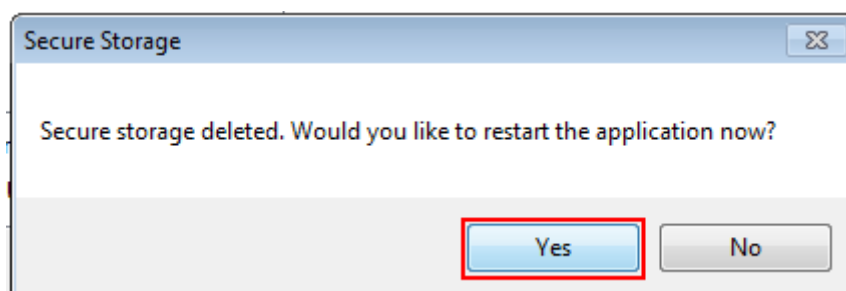 Secure Storage
Secure storage deleted. Would you like to restart the application now?
Yes
No